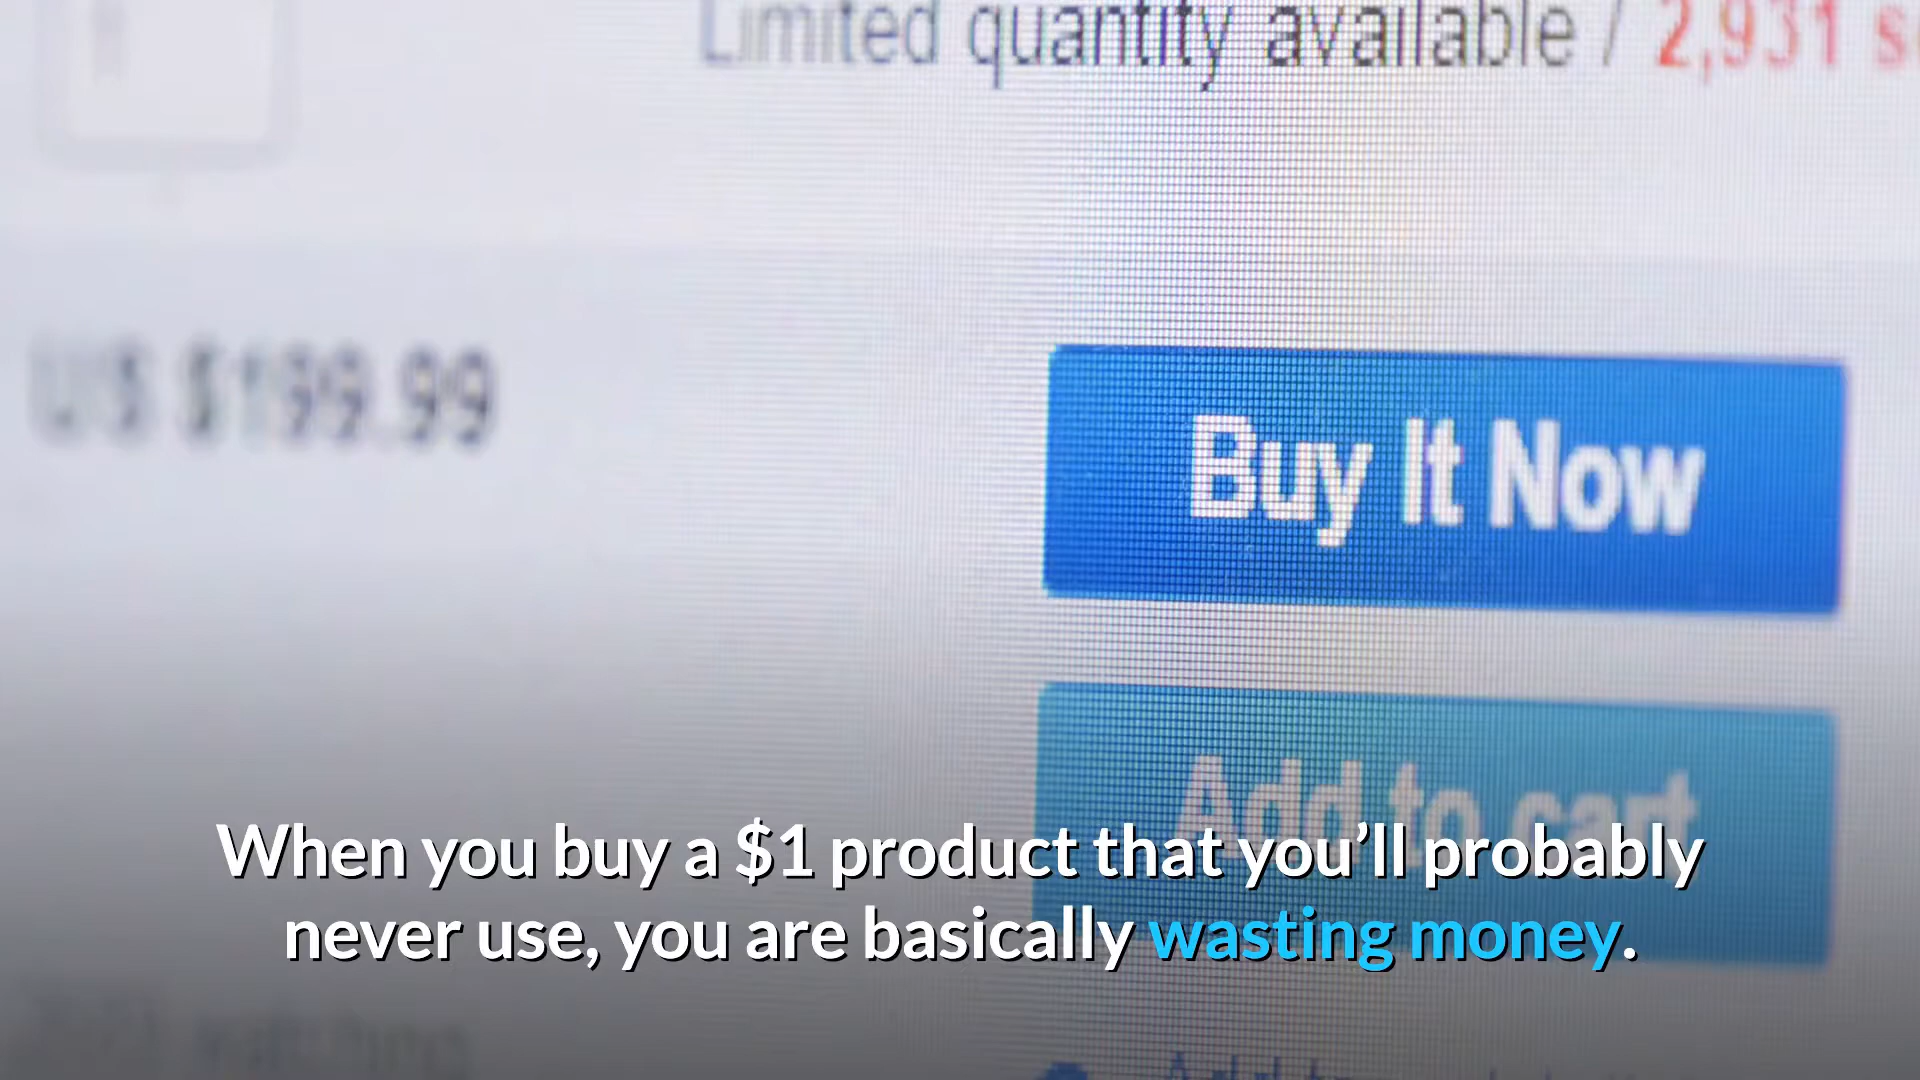 Limited quantity available / 2,931
US $199.99
Buy It Now
Add to cart
When you buy a $1 product that you’ll probably
never use, you are basically wasting money.
watching